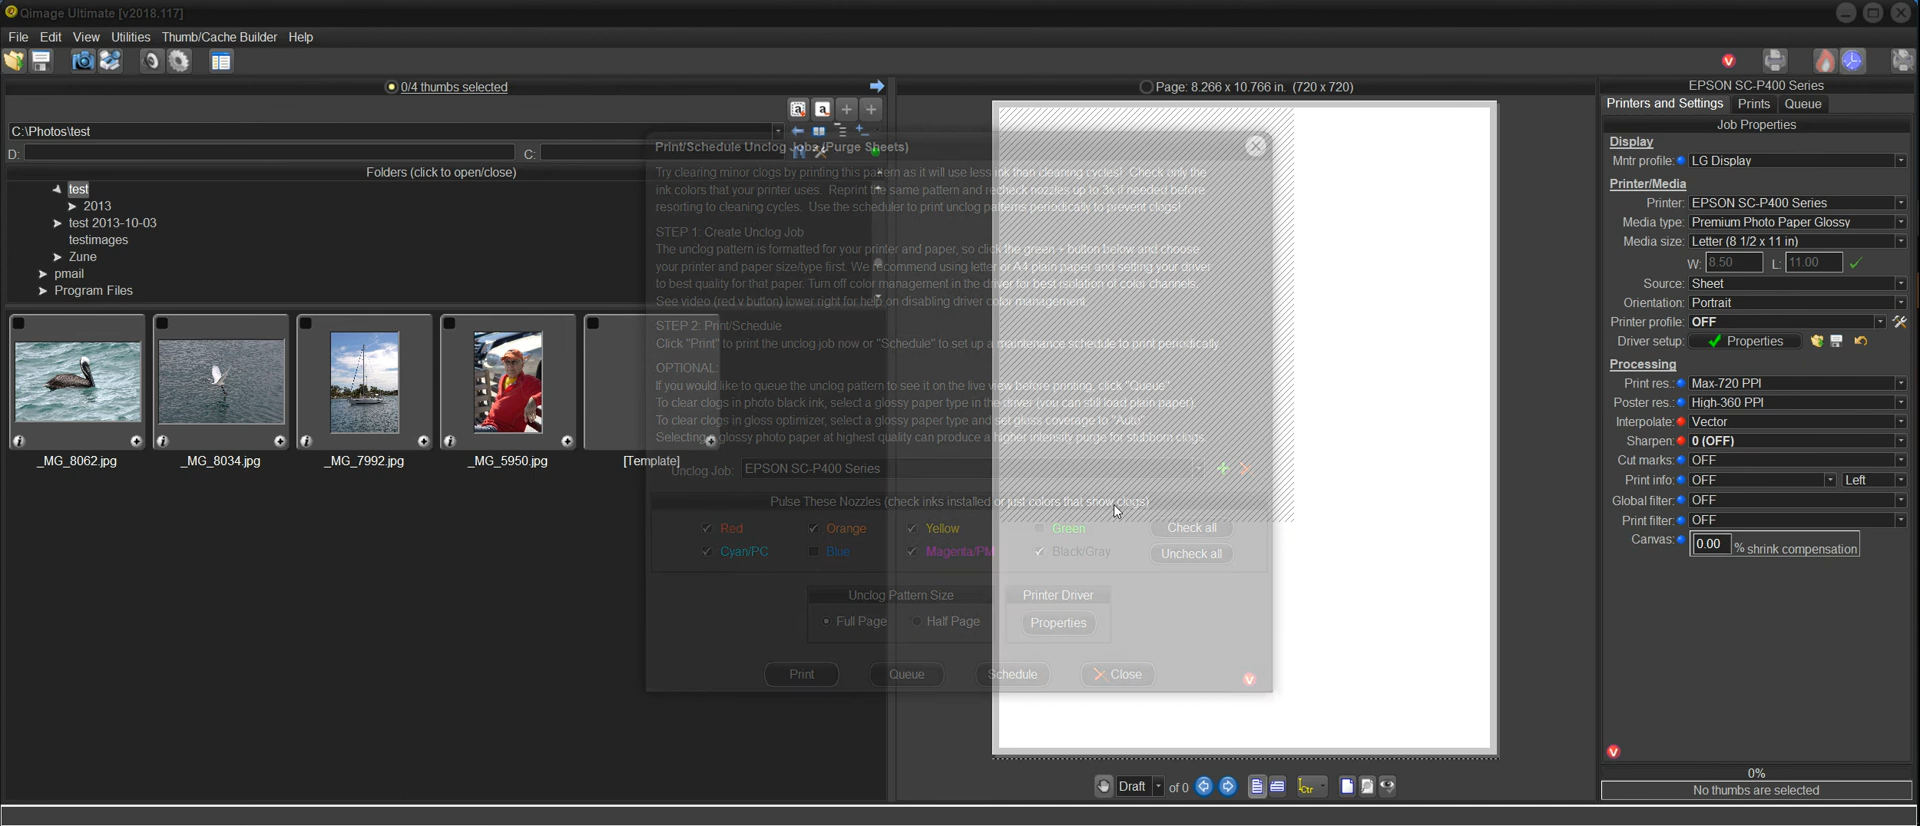 Qimage Ultimate [v2018.117]
File Edit View Utilities Thumb/Cache Builder Help
0/4 thumbs selected
C:\Photos\test
D:
C:
Folders (click to open/close)
test
2013
test 2013-10-03
testimages
Zune
pmail
Program Files
_MG_8062.jpg
_MG_8034.jpg
_MG_7992.jpg
_MG_5950.jpg
[Template]
Page: 8.266 x 10.766 in. (720 x 720)
Print/Schedule Unclog Jobs (Purge Sheets)
Try clearing minor clogs by printing this pattern as it will use less ink than cleaning cycles! Check only the
ink colors that your printer uses. Reprint the same pattern and recheck nozzles up to 3x if needed before
resorting to cleaning cycles. Use the scheduler to print unclog patterns periodically to prevent clogs!
STEP 1: Create Unclog Job
The unclog pattern is formatted for your printer and paper, so click the green + button below and choose
your printer and paper size/type first. We recommend using letter or A4 plain paper and setting your driver
to best quality for that paper. Turn off color management in the driver for best isolation of color channels.
See video (red v button) lower right for help on disabling driver color management.
STEP 2: Print/Schedule
Click "Print" to print the unclog job now or "Schedule" to set up a maintenance schedule to print periodically
OPTIONAL:
If you would like to queue the unclog pattern to see it on the live view before printing, click "Queue"
To clear clogs in photo black ink, select a glossy paper type in the driver (you can still load plain paper)
To clear clogs in gloss optimizer, select a glossy paper type and set gloss coverage to "Auto"
Selecting a glossy photo paper at highest quality can produce a higher intensity purge for stubborn clogs.
Unclog Job: EPSON SC-P400 Series
Pulse These Nozzles (check inks installed or just colors that show clogs)
Red Orange Yellow Green Check all
Cyan/PC Blue Magenta/PM Black/Gray Uncheck all
Unclog Pattern Size Printer Driver
Full Page Half Page Properties
Print Queue Schedule Close
Draft of 0
Ctr
EPSON SC-P400 Series
Printers and Settings Prints Queue
Job Properties
Display
Mntr profile: LG Display
Printer/Media
Printer: EPSON SC-P400 Series
Media type: Premium Photo Paper Glossy
Media size: Letter (8 1/2 x 11 in)
W: 8.50 L: 11.00
Source: Sheet
Orientation: Portrait
Printer profile: OFF
Driver setup: Properties
Processing
Print res.: Max-720 PPI
Poster res.: High-360 PPI
Interpolate: Vector
Sharpen: 0 (OFF)
Cut marks: OFF
Print info: OFF Left
Global filter: OFF
Print filter: OFF
Canvas: 0.00 % shrink compensation
0%
No thumbs are selected